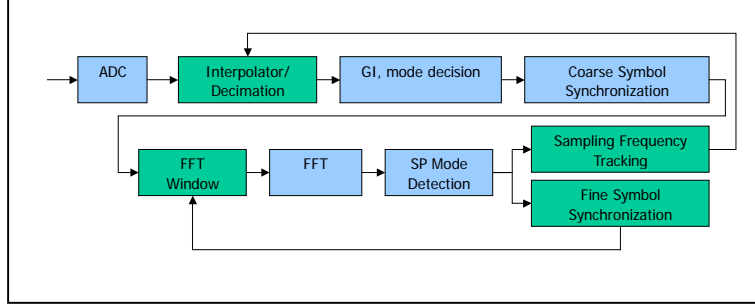 ADC
Interpolator/
Decimation
GI, mode decision
Coarse Symbol
Synchronization
FFT
Window
FFT
SP Mode
Detection
Sampling Frequency
Tracking
Fine Symbol
Synchronization